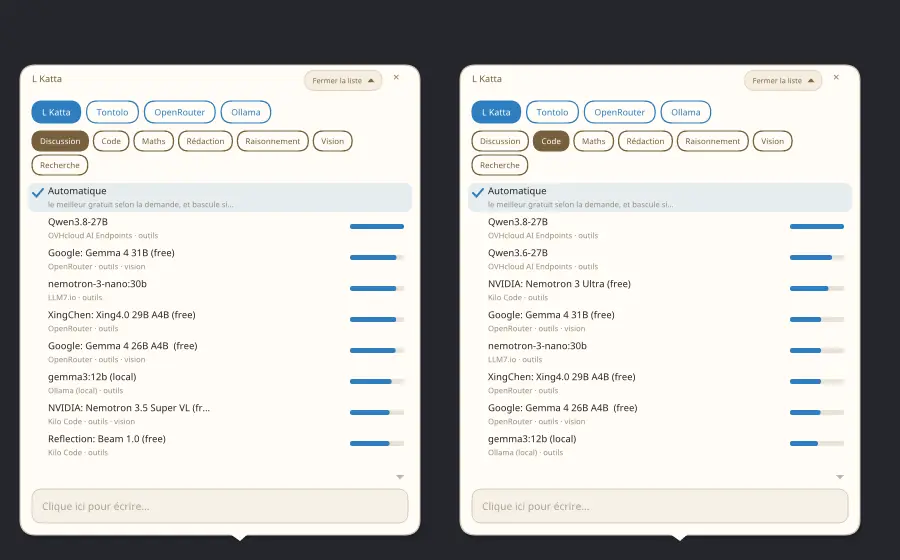 L Katta
Fermer la liste
L Katta Tontolo OpenRouter Ollama
Discussion Code Maths Rédaction Raisonnement Vision
Recherche
Automatique
le meilleur gratuit selon la demande, et bascule si...
Qwen3.8-27B
OVHcloud AI Endpoints · outils
Google: Gemma 4 31B (free)
OpenRouter · outils · vision
nemotron-3-nano:30b
LLM7.io · outils
XingChen: Xing4.0 29B A4B (free)
OpenRouter · outils
Google: Gemma 4 26B A4B (free)
OpenRouter · outils · vision
gemma3:12b (local)
Ollama (local) · outils
NVIDIA: Nemotron 3.5 Super VL (fr...
Kilo Code · outils · vision
Reflection: Beam 1.0 (free)
Kilo Code · outils
Clique ici pour écrire...
L Katta
Fermer la liste
L Katta Tontolo OpenRouter Ollama
Discussion Code Maths Rédaction Raisonnement Vision
Recherche
Automatique
le meilleur gratuit selon la demande, et bascule si...
Qwen3.8-27B
OVHcloud AI Endpoints · outils
Qwen3.6-27B
OVHcloud AI Endpoints · outils
NVIDIA: Nemotron 3 Ultra (free)
Kilo Code · outils
Google: Gemma 4 31B (free)
OpenRouter · outils · vision
nemotron-3-nano:30b
LLM7.io · outils
XingChen: Xing4.0 29B A4B (free)
OpenRouter · outils
Google: Gemma 4 26B A4B (free)
OpenRouter · outils · vision
gemma3:12b (local)
Ollama (local) · outils
Clique ici pour écrire...